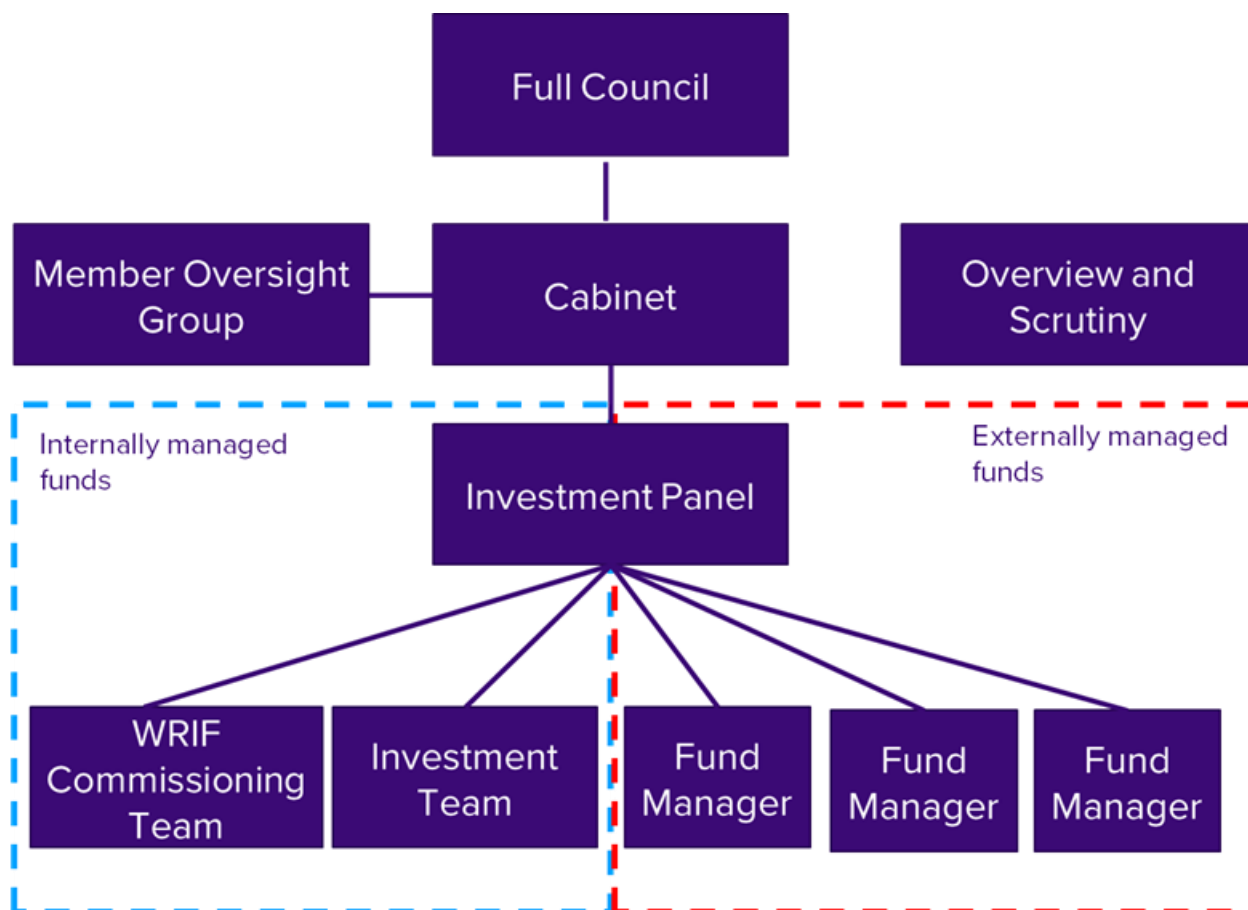 Full Council
Member Oversight
Group
Cabinet
Overview and
Scrutiny
Internally managed
funds
Externally managed
funds
Investment Panel
WRIF
Commissioning
Team
Investment
Team
Fund
Manager
Fund
Manager
Fund
Manager